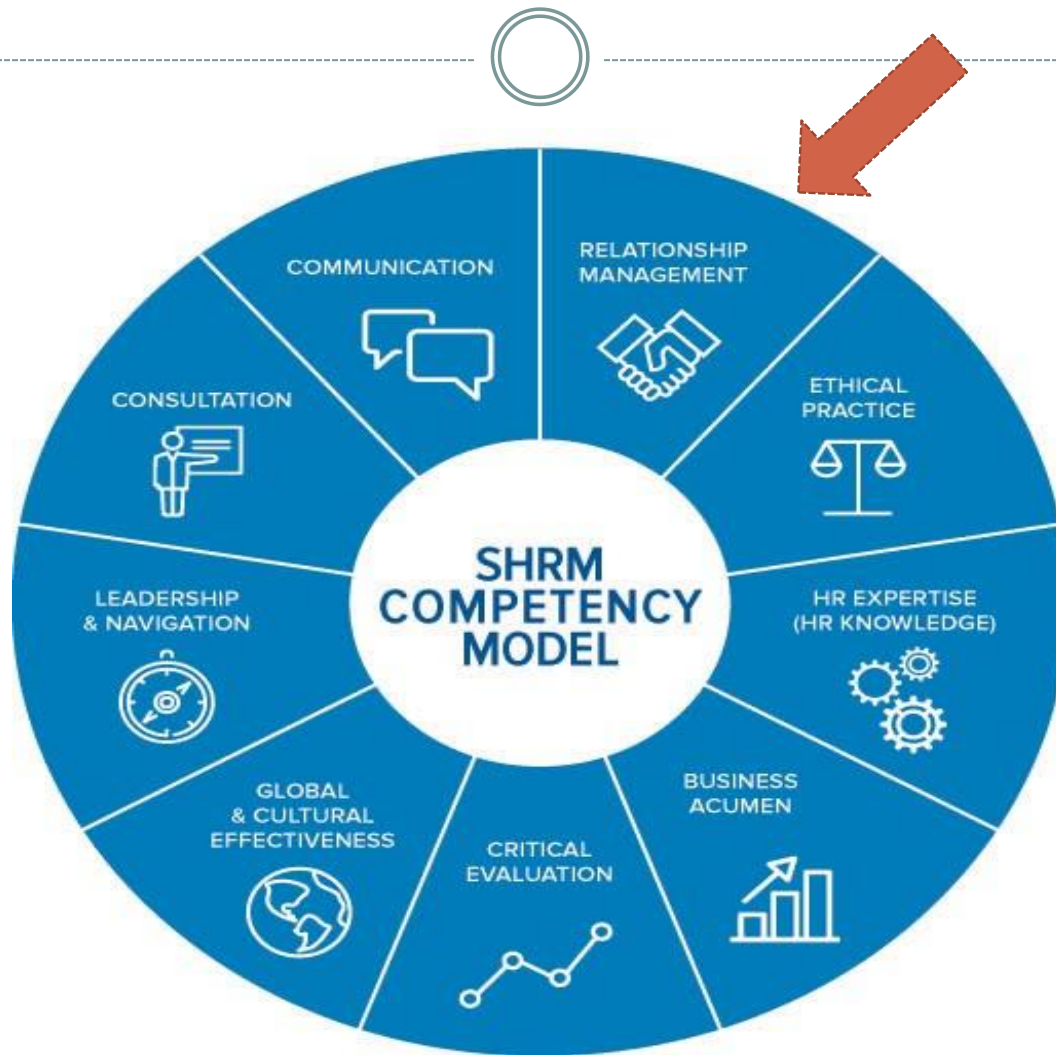 COMMUNICATION
RELATIONSHIP
MANAGEMENT
ETHICAL
PRACTICE
HR EXPERTISE
(HR KNOWLEDGE)
BUSINESS
ACUMEN
CRITICAL
EVALUATION
GLOBAL
& CULTURAL
EFFECTIVENESS
LEADERSHIP
& NAVIGATION
CONSULTATION
SHRM
COMPETENCY
MODEL